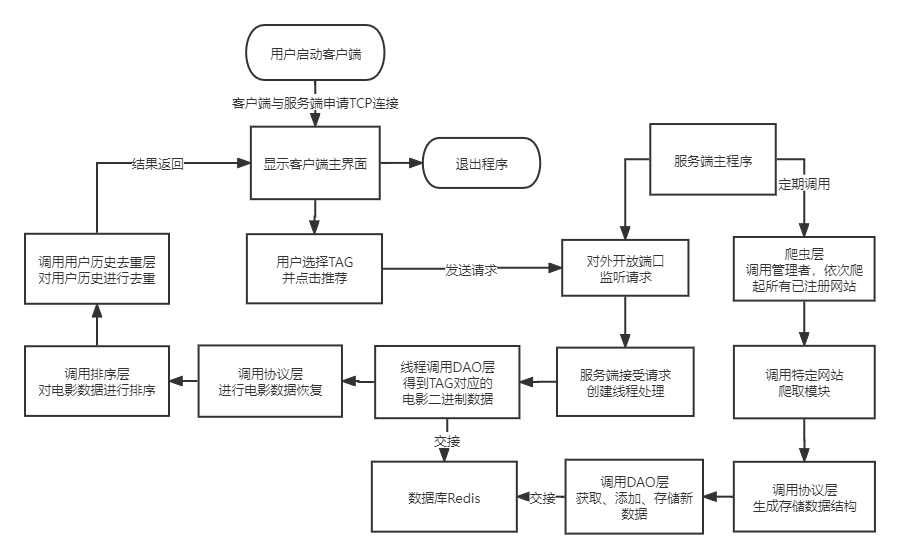 用户启动客户端
客户端与服务端申请TCP连接
显示客户端主界面
退出程序
结果返回
服务端主程序
定期调用
调用用户历史去重层
对用户历史进行去重
用户选择TAG
并点击推荐
发送请求
对外开放端口
监听请求
爬虫层
调用管理者，依次爬
起所有已注册网站
调用排序层
对电影数据进行排序
调用协议层
进行电影数据恢复
线程调用DAO层
得到TAG对应的
电影二进制数据
服务端接受请求
创建线程处理
调用特定网站
爬取模块
交接
数据库Redis
交接
调用DAO层
获取、添加、存储新
数据
调用协议层
生成存储数据结构